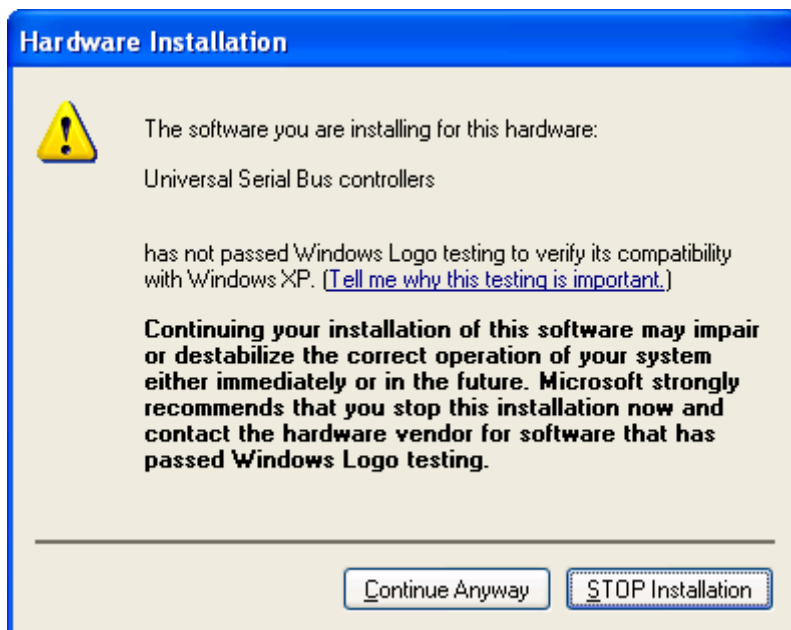 Hardware Installation
The software you are installing for this hardware:
Universal Serial Bus controllers
has not passed Windows Logo testing to verify its compatibility
with Windows XP. (Tell me why this testing is important.)
Continuing your installation of this software may impair
or destabilize the correct operation of your system
either immediately or in the future. Microsoft strongly
recommends that you stop this installation now and
contact the hardware vendor for software that has
passed Windows Logo testing.
Continue Anyway STOP Installation